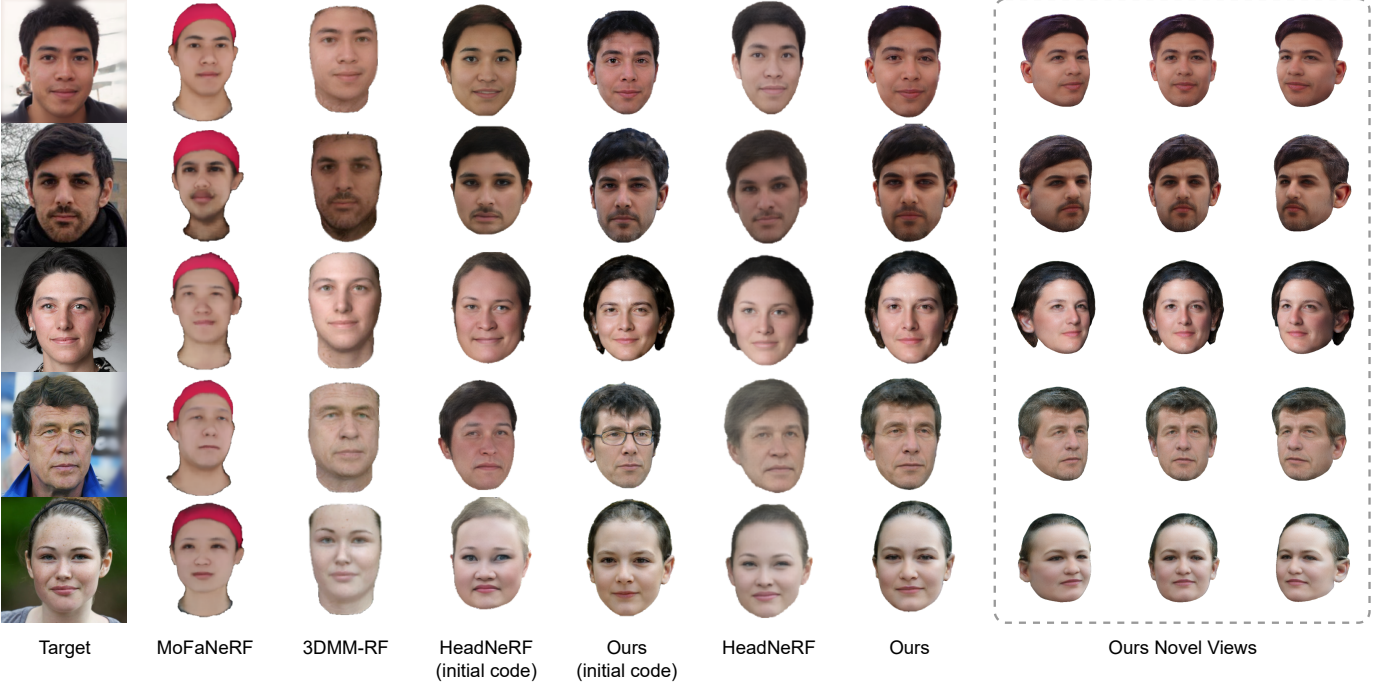 Target
MoFaNeRF
3DMM-RF
HeadNeRF
(initial code)
Ours
(initial code)
HeadNeRF
Ours
Ours Novel Views